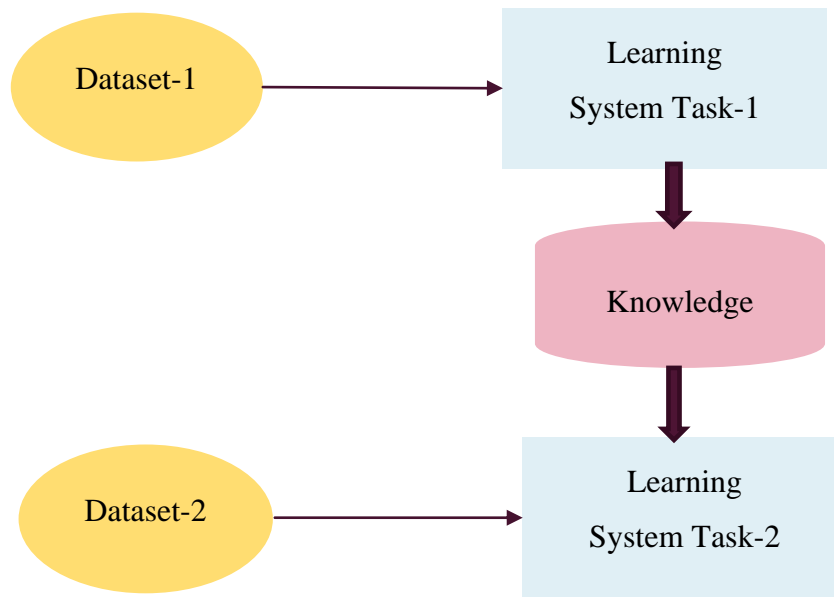 Dataset-1
Learning
System Task-1
Knowledge
Dataset-2
Learning
System Task-2